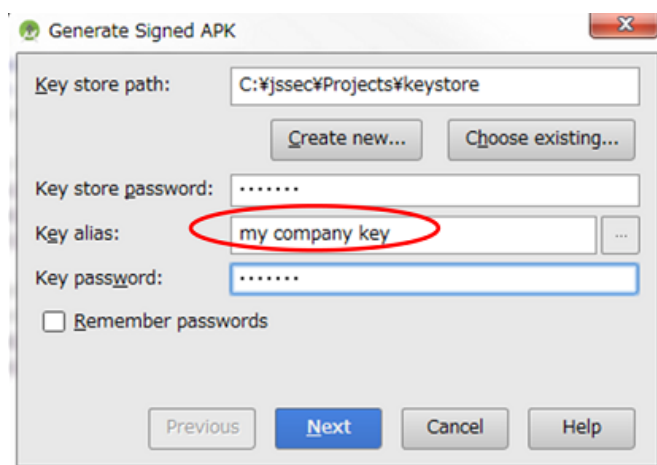 Generate Signed APK
Key store path: C:¥jssec¥Projects¥keystore
Create new... Choose existing...
Key store password: •••••••
Key alias: my company key ...
Key password: •••••••
Remember passwords
Previous Next Cancel Help